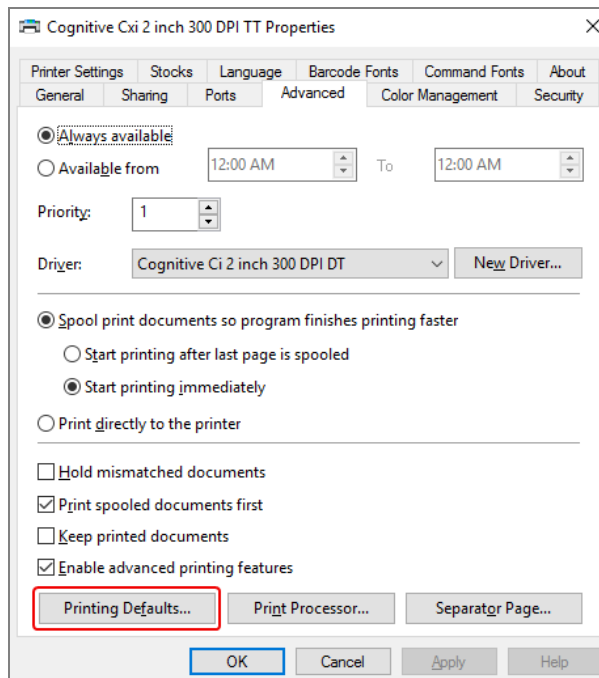 Cognitive Cxi 2 inch 300 DPI TT Properties
Printer Settings Stocks Language Barcode Fonts Command Fonts About
General Sharing Ports Advanced Color Management Security
Always available
Available from 12:00 AM To 12:00 AM
Priority: 1
Driver: Cognitive Ci 2 inch 300 DPI DT New Driver...
Spool print documents so program finishes printing faster
Start printing after last page is spooled
Start printing immediately
Print directly to the printer
Hold mismatched documents
Print spooled documents first
Keep printed documents
Enable advanced printing features
Printing Defaults... Print Processor... Separator Page...
OK Cancel Apply Help